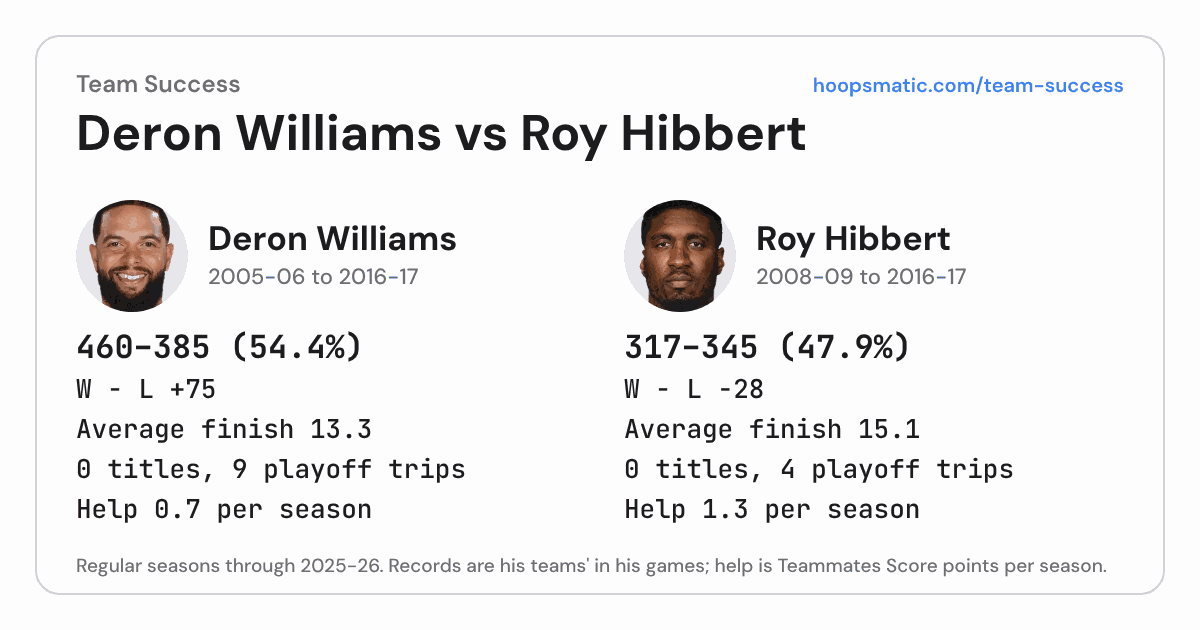 Team Success
hoopsmatic.com/team-success
Deron Williams vs Roy Hibbert
Deron Williams
2005-06 to 2016-17
460–385 (54.4%)
W - L +75
Average finish 13.3
0 titles, 9 playoff trips
Help 0.7 per season
Roy Hibbert
2008-09 to 2016-17
317–345 (47.9%)
W - L -28
Average finish 15.1
0 titles, 4 playoff trips
Help 1.3 per season
Regular seasons through 2025-26. Records are his teams' in his games; help is Teammates Score points per season.